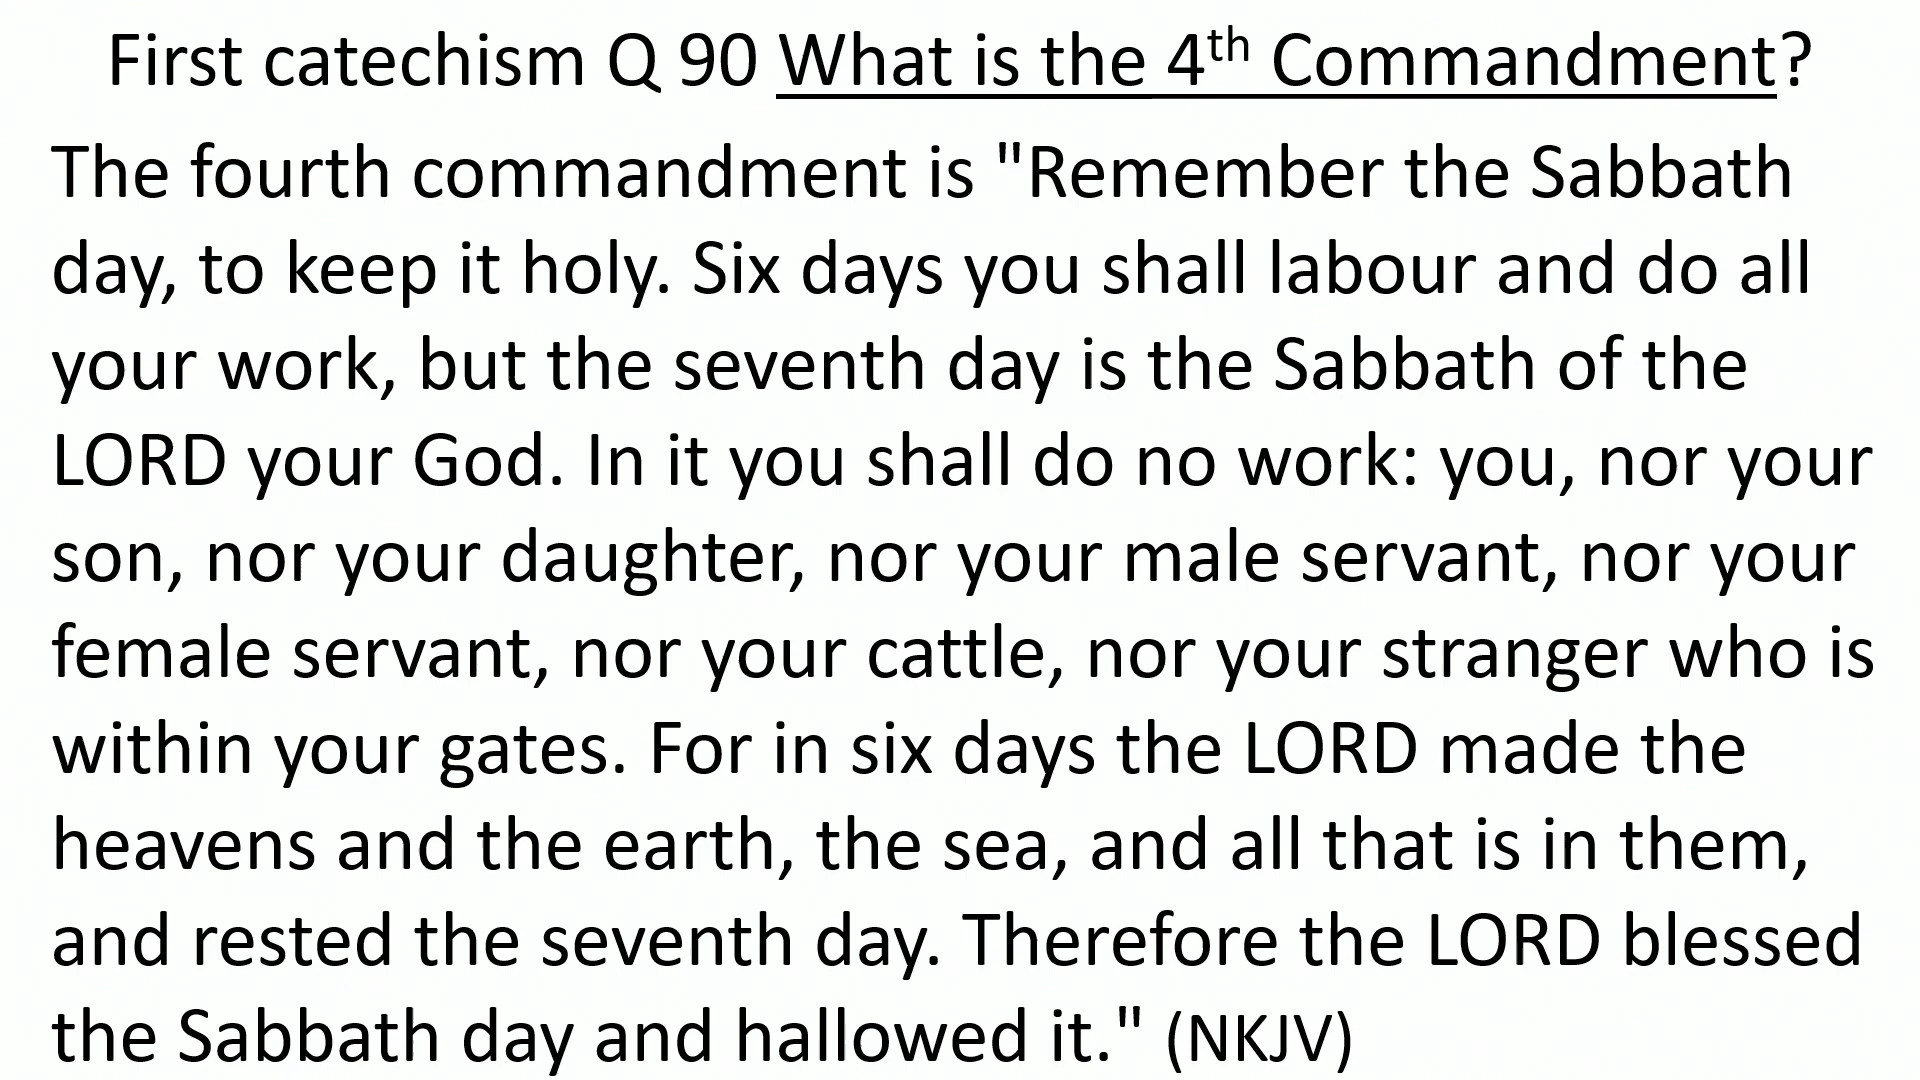 First catechism Q 90 What is the 4th Commandment?
The fourth commandment is "Remember the Sabbath
day, to keep it holy. Six days you shall labour and do all
your work, but the seventh day is the Sabbath of the
LORD your God. In it you shall do no work: you, nor your
son, nor your daughter, nor your male servant, nor your
female servant, nor your cattle, nor your stranger who is
within your gates. For in six days the LORD made the
heavens and the earth, the sea, and all that is in them,
and rested the seventh day. Therefore the LORD blessed
the Sabbath day and hallowed it." (NKJV)